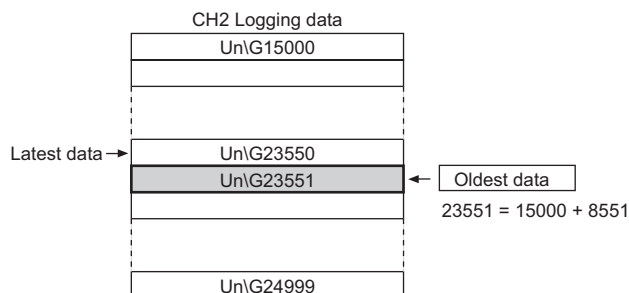 CH2 Logging data
Un\G15000
Latest data
Un\G23550
Un\G23551
Oldest data
23551 = 15000 + 8551
Un\G24999